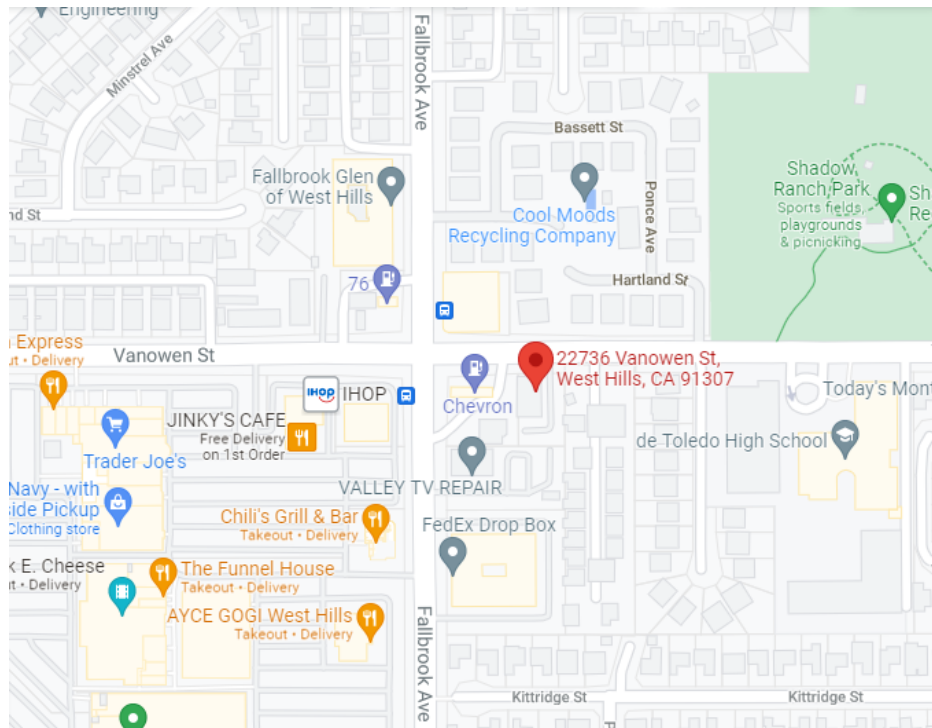 Engineering
Minstrel Ave
Fallbrook Ave
Bassett St
Fallbrook Glen
of West Hills
Cool Moods
Recycling Company
Ponce Ave
Shadow
Ranch Park
Sports fields,
playgrounds
& picnicking
Sh
Re
nd St
Hartland St
76
Express
ut • Delivery
Vanowen St
22736 Vanowen St,
West Hills, CA 91307
Chevron
IHOP
IHOP
JINKY'S CAFE
Free Delivery
on 1st Order
Today's Mont
de Toledo High School
Trader Joe's
VALLEY TV REPAIR
Navy - with
side Pickup
Clothing store
Chili's Grill & Bar
Takeout • Delivery
FedEx Drop Box
k E. Cheese
ut • Delivery
The Funnel House
Takeout • Delivery
AYCE GOGI West Hills
Takeout • Delivery
Fallbrook Ave
Kittridge St
Kittridge St